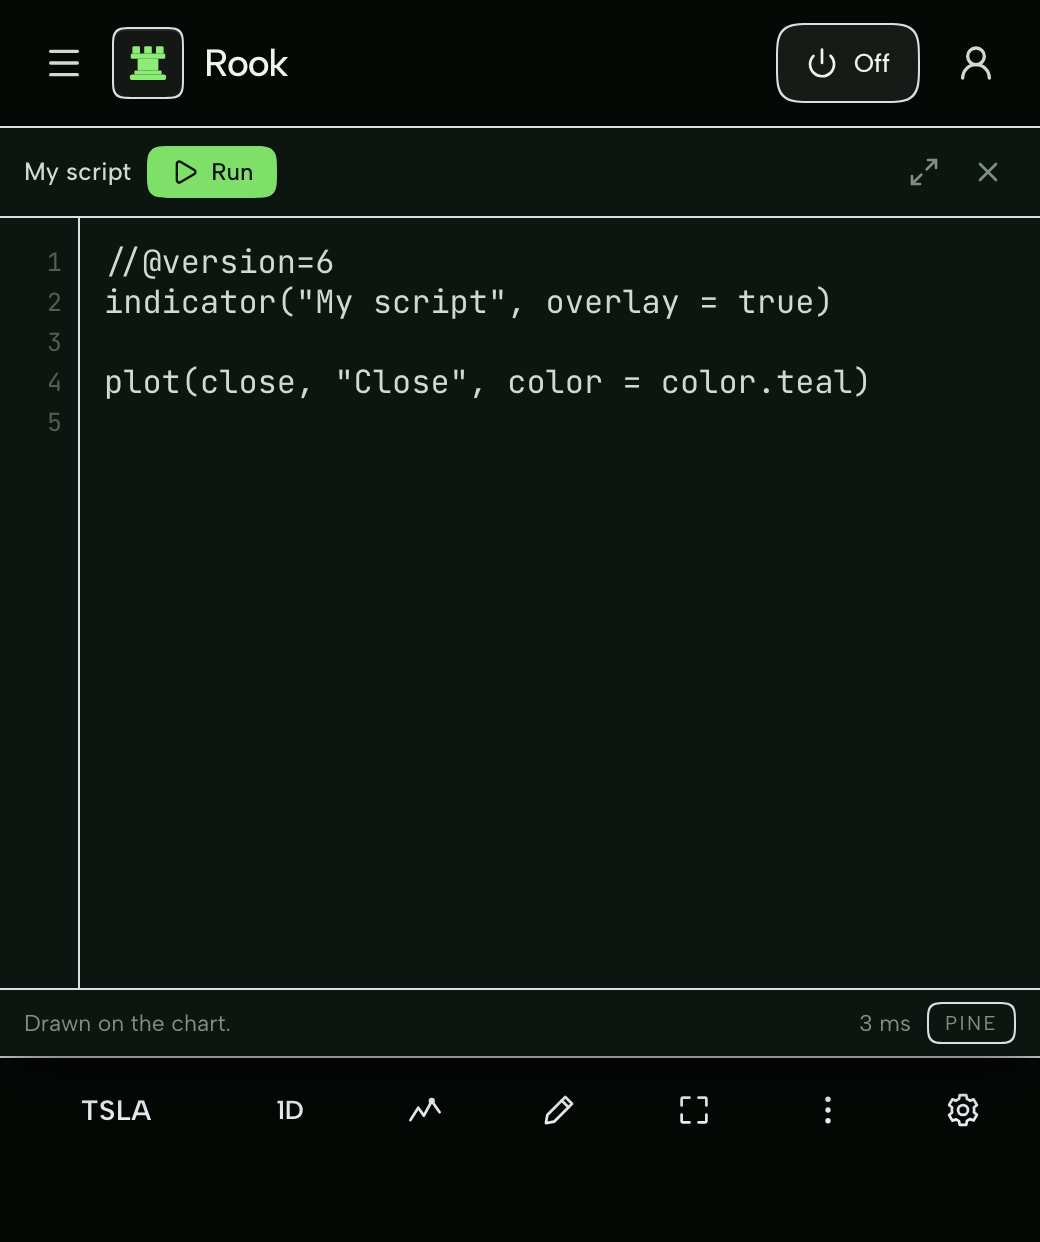 Rook
Off
My script
Run
1 //@version=6
2 indicator("My script", overlay = true)
3
4 plot(close, "Close", color = color.teal)
5
Drawn on the chart.
3 ms
PINE
TSLA
1D